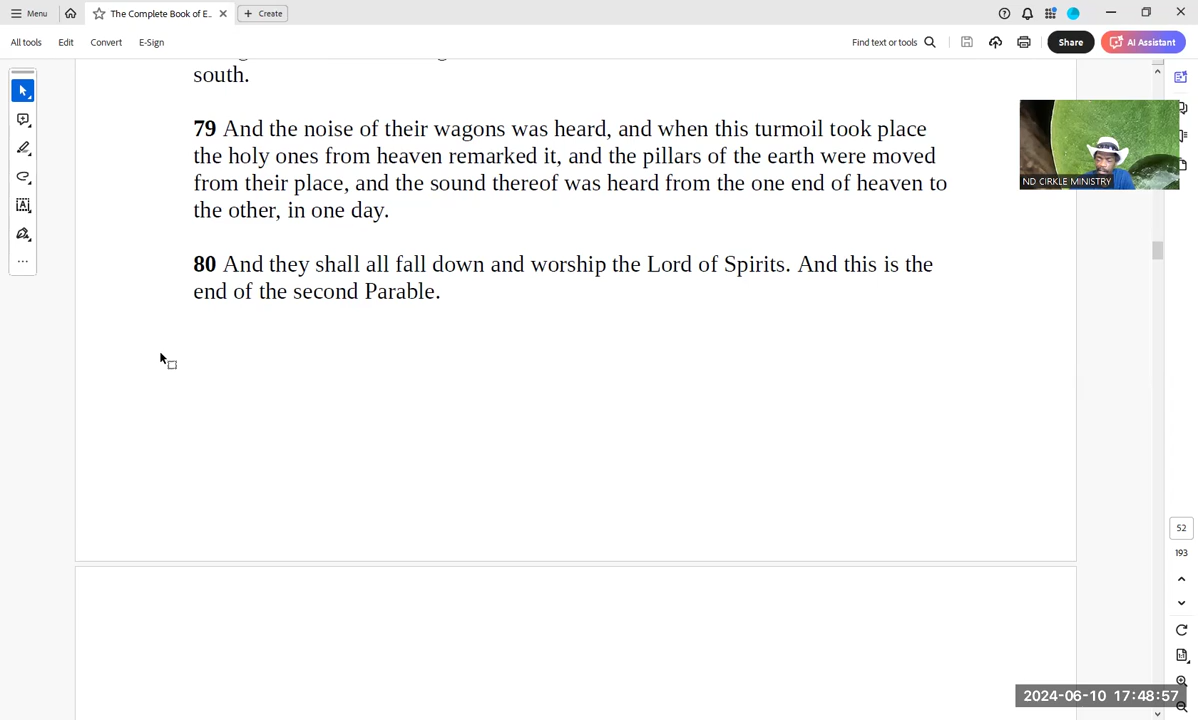 Menu
The Complete Book of E..
Create
All tools
Edit
Convert
E-Sign
Find text or tools
Share
AI Assistant
south.
79 And the noise of their wagons was heard, and when this turmoil took place
the holy ones from heaven remarked it, and the pillars of the earth were moved
from their place, and the sound thereof was heard from the one end of heaven to
the other, in one day.
80 And they shall all fall down and worship the Lord of Spirits. And this is the
end of the second Parable.
ND CIRKLE MINISTRY
52
193
2024-06-10 17:48:57